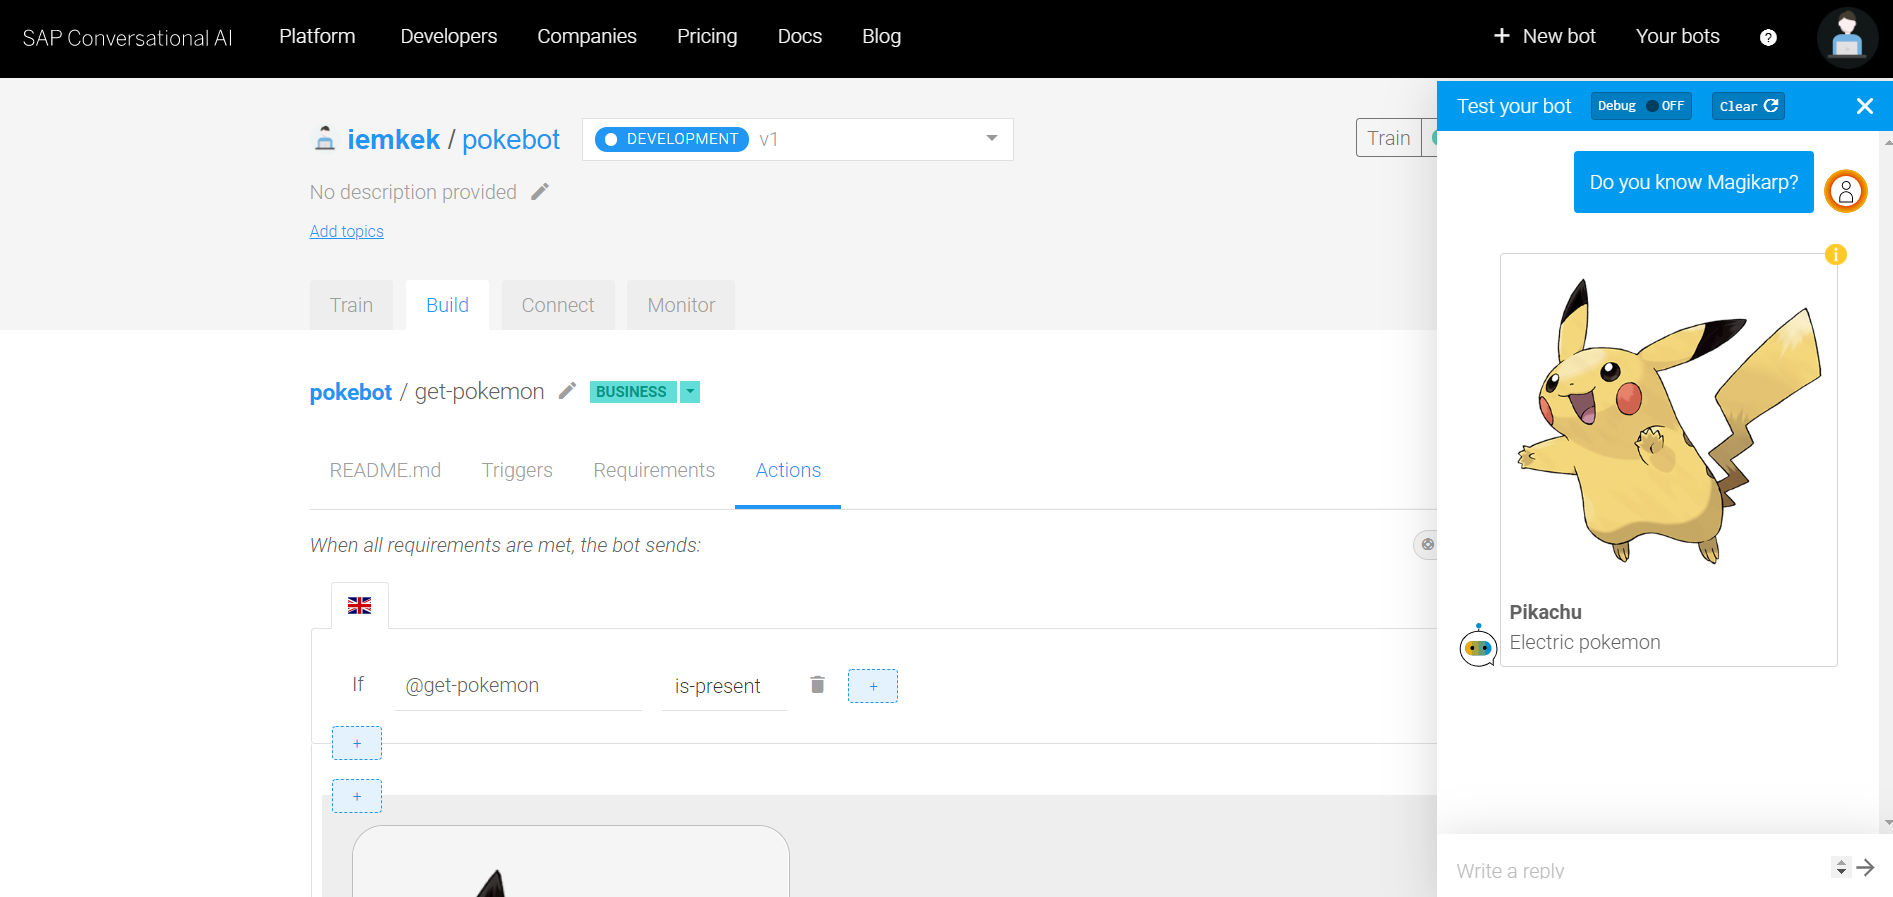 SAP Conversational AI Platform Developers Companies Pricing Docs Blog + New bot Your bots ?
Test your bot Debug OFF Clear
iemkek / pokebot DEVELOPMENT v1 Train
No description provided
Add topics
Train Build Connect Monitor
pokebot / get-pokemon BUSINESS
README.md Triggers Requirements Actions
When all requirements are met, the bot sends:
If @get-pokemon is-present +
+
+
Do you know Magikarp?
i
Pikachu
Electric pokemon
Write a reply